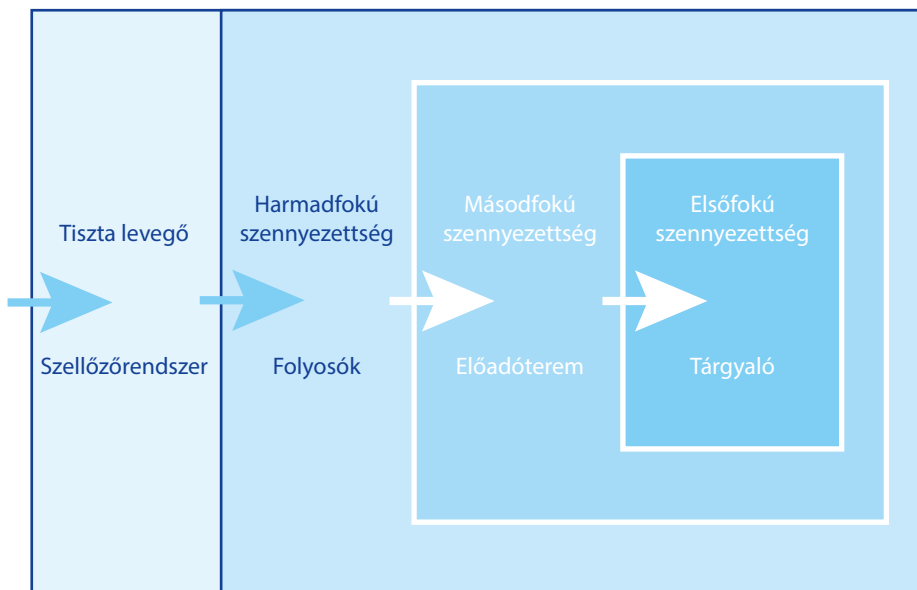 Tiszta levegő
Szellőzőrendszer
Harmadfokú
szennyezettség
Folyosók
Másodfokú
szennyezettség
Előadóterem
Elsőfokú
szennyezettség
Tárgyaló